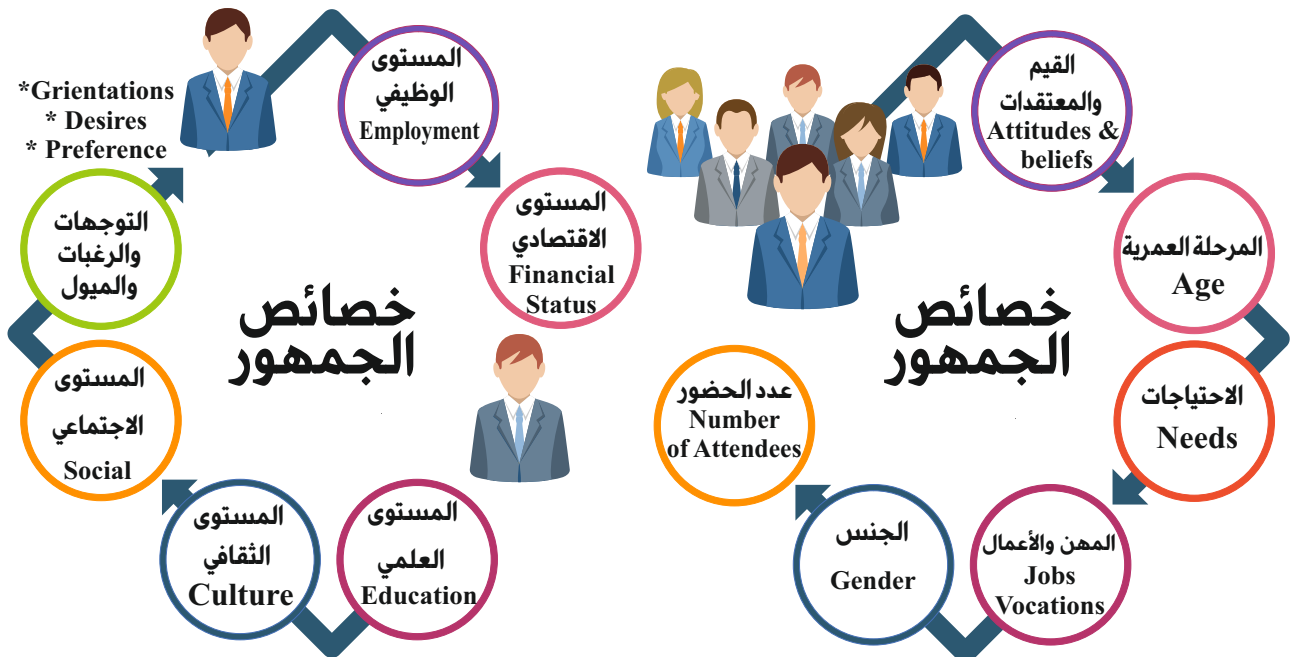 خصائص
الجمهور
القيم
والمعتقدات
Attitudes &
beliefs
المرحلة العمرية
Age
الاحتياجات
Needs
المهن والأعمال
Jobs
Vocations
الجنس
Gender
عدد الحضور
Number
of Attendees
خصائص
الجمهور
المستوى
الوظيفي
Employment
المستوى
الاقتصادي
Financial
Status
المستوى
العلمي
Education
المستوى
الثقافي
Culture
المستوى
الاجتماعي
Social
التوجهات
والرغبات
والميول
*Grientations
* Desires
* Preference